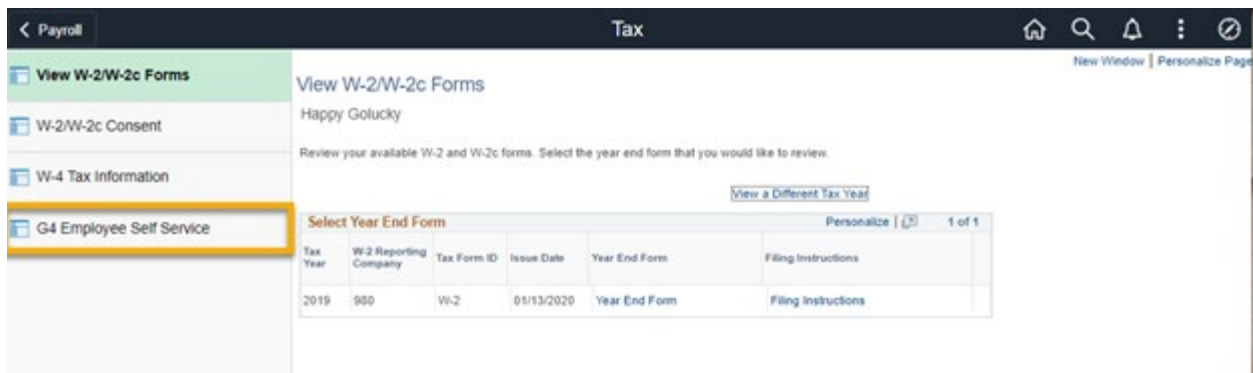 Payroll
Tax
New Window | Personalize Page
View W-2/W-2c Forms
W-2/W-2c Consent
W-4 Tax Information
G4 Employee Self Service
View W-2/W-2c Forms
Happy Golucky
Review your available W-2 and W-2c forms. Select the year end form that you would like to review.
View a Different Tax Year
Select Year End Form Personalize | 1 of 1
Tax Year W-2 Reporting Company Tax Form ID Issue Date Year End Form Filing Instructions
2019 980 W-2 01/13/2020 Year End Form Filing Instructions